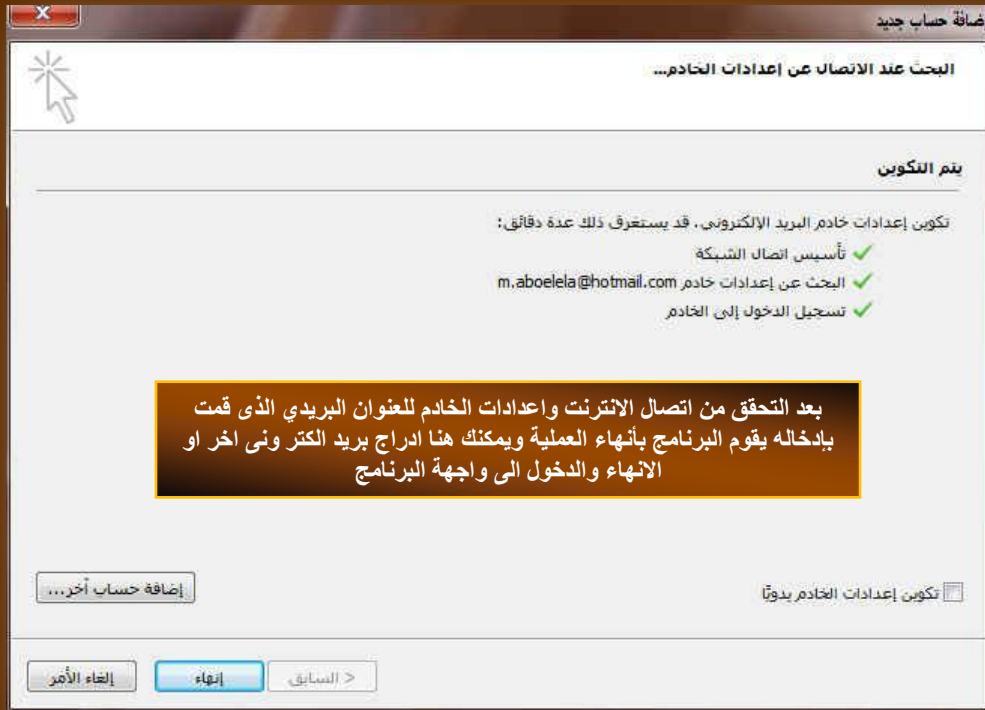 إضافة حساب جديد
البحث عند الاتصال عن إعدادات الخادم...
يتم التكوين
تكوين إعدادات خادم البريد الإلكتروني. قد يستغرق ذلك عدة دقائق:
تأسيس اتصال الشبكة
البحث عن إعدادات خادم m.aboelela@hotmail.com
تسجيل الدخول إلى الخادم
بعد التحقق من اتصال الانترنت واعدادات الخادم للعنوان البريدي الذى قمت
بإدخاله يقوم البرنامج بأنهاء العملية ويمكنك هنا ادراج بريد الكتر ونى اخر او
الانهاء والدخول الى واجهة البرنامج
تكوين إعدادات الخادم يدويًا
إضافة حساب آخر...
< السابق
إنهاء
إلغاء الأمر